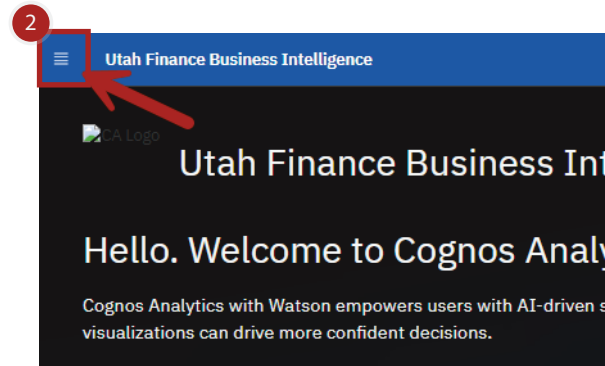 2
Utah Finance Business Intelligence
CA Logo
Utah Finance Business Int
Hello. Welcome to Cognos Analy
Cognos Analytics with Watson empowers users with AI-driven s
visualizations can drive more confident decisions.